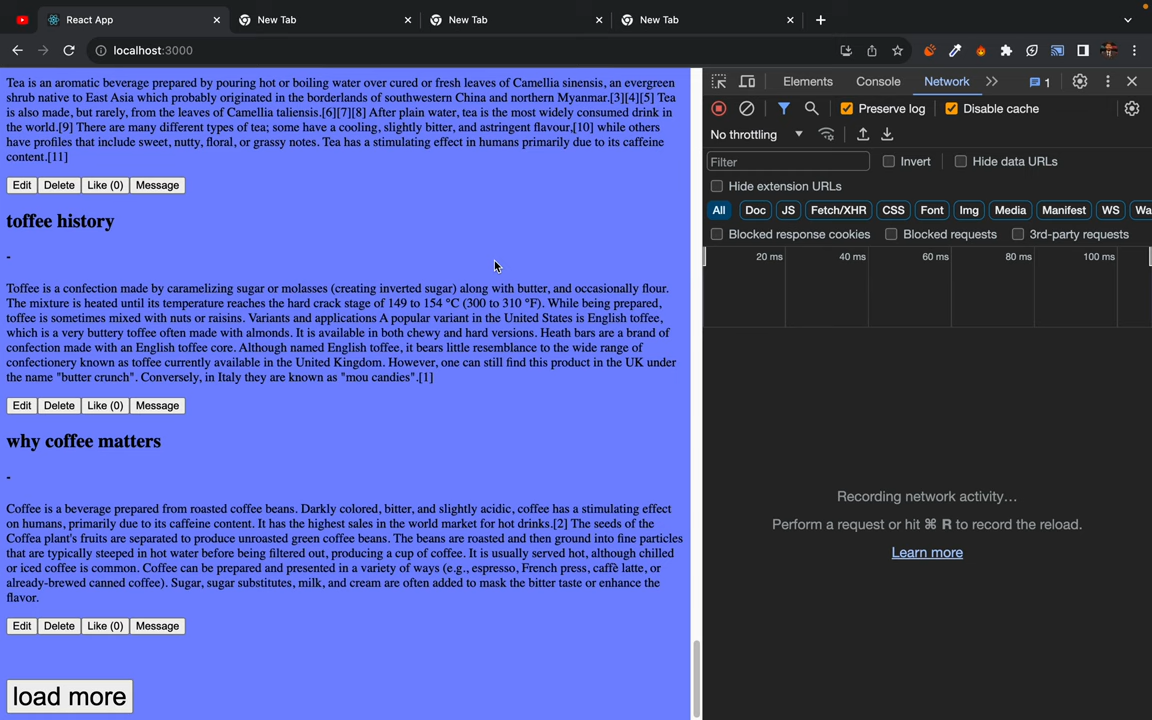 React App
New Tab
New Tab
New Tab
localhost:3000
Tea is an aromatic beverage prepared by pouring hot or boiling water over cured or fresh leaves of Camellia sinensis, an evergreen
shrub native to East Asia which probably originated in the borderlands of southwestern China and northern Myanmar.[3][4][5] Tea
is also made, but rarely, from the leaves of Camellia taliensis.[6][7][8] After plain water, tea is the most widely consumed drink in
the world.[9] There are many different types of tea; some have a cooling, slightly bitter, and astringent flavour,[10] while others
have profiles that include sweet, nutty, floral, or grassy notes. Tea has a stimulating effect in humans primarily due to its caffeine
content.[11]
Edit Delete Like (0) Message
toffee history
-
Toffee is a confection made by caramelizing sugar or molasses (creating inverted sugar) along with butter, and occasionally flour.
The mixture is heated until its temperature reaches the hard crack stage of 149 to 154 °C (300 to 310 °F). While being prepared,
toffee is sometimes mixed with nuts or raisins. Variants and applications A popular variant in the United States is English toffee,
which is a very buttery toffee often made with almonds. It is available in both chewy and hard versions. Heath bars are a brand of
confection made with an English toffee core. Although named English toffee, it bears little resemblance to the wide range of
confectionery known as toffee currently available in the United Kingdom. However, one can still find this product in the UK under
the name "butter crunch". Conversely, in Italy they are known as "mou candies".[1]
Edit Delete Like (0) Message
why coffee matters
-
Coffee is a beverage prepared from roasted coffee beans. Darkly colored, bitter, and slightly acidic, coffee has a stimulating effect
on humans, primarily due to its caffeine content. It has the highest sales in the world market for hot drinks.[2] The seeds of the
Coffea plant's fruits are separated to produce unroasted green coffee beans. The beans are roasted and then ground into fine particles
that are typically steeped in hot water before being filtered out, producing a cup of coffee. It is usually served hot, although chilled
or iced coffee is common. Coffee can be prepared and presented in a variety of ways (e.g., espresso, French press, caffè latte, or
already-brewed canned coffee). Sugar, sugar substitutes, milk, and cream are often added to mask the bitter taste or enhance the
flavor.
Edit Delete Like (0) Message
load more
Elements Console Network 1
Preserve log Disable cache
No throttling
Filter Invert Hide data URLs
Hide extension URLs
All Doc JS Fetch/XHR CSS Font Img Media Manifest WS Wa
Blocked response cookies Blocked requests 3rd-party requests
20 ms 40 ms 60 ms 80 ms 100 ms
Recording network activity…
Perform a request or hit ⌘ R to record the reload.
Learn more